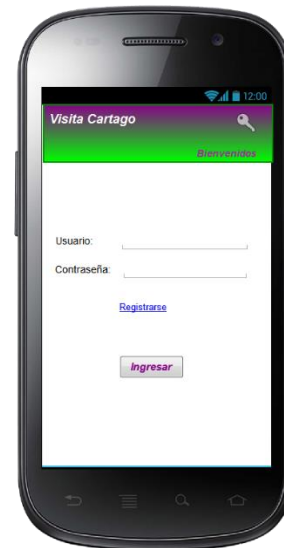 12:00
Visita Cartago
Bienvenidos
Usuario:
Contraseña:
Registrarse
Ingresar